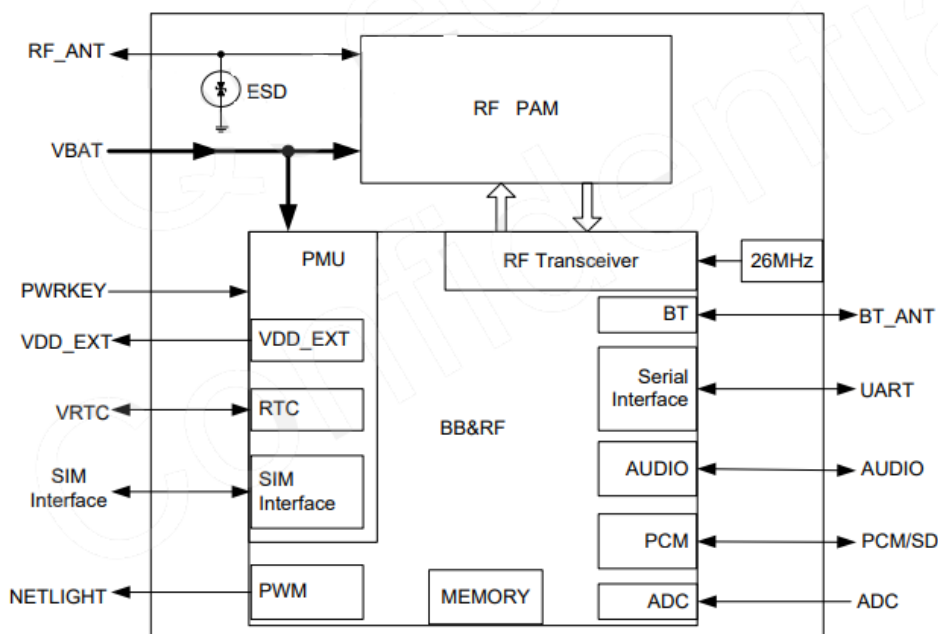 RF_ANT
ESD
RF PAM
VBAT
PMU
RF Transceiver
26MHz
PWRKEY
BT
BT_ANT
VDD_EXT
VDD_EXT
Serial
Interface
UART
VRTC
RTC
BB&RF
SIM
Interface
SIM
Interface
AUDIO
AUDIO
PCM
PCM/SD
NETLIGHT
PWM
MEMORY
ADC
ADC
Confidential